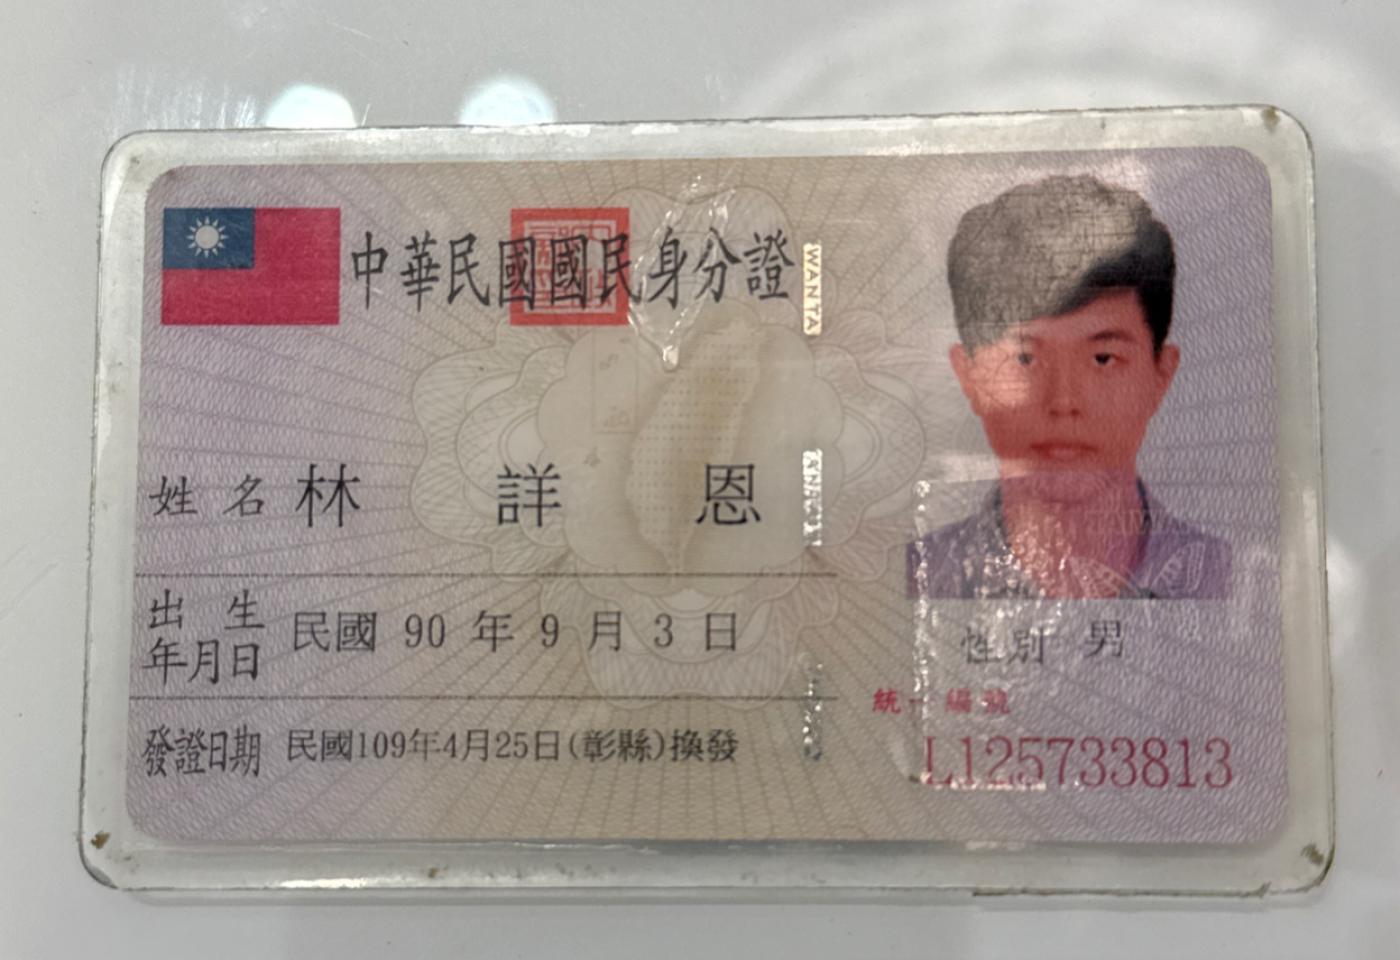 中華民國國民身分證
WANTA
姓名 林詳恩
出生年月日 民國 90 年 9 月 3 日
性別 男
發證日期 民國109年4月25日(彰縣)換發
統一編號
L125733813